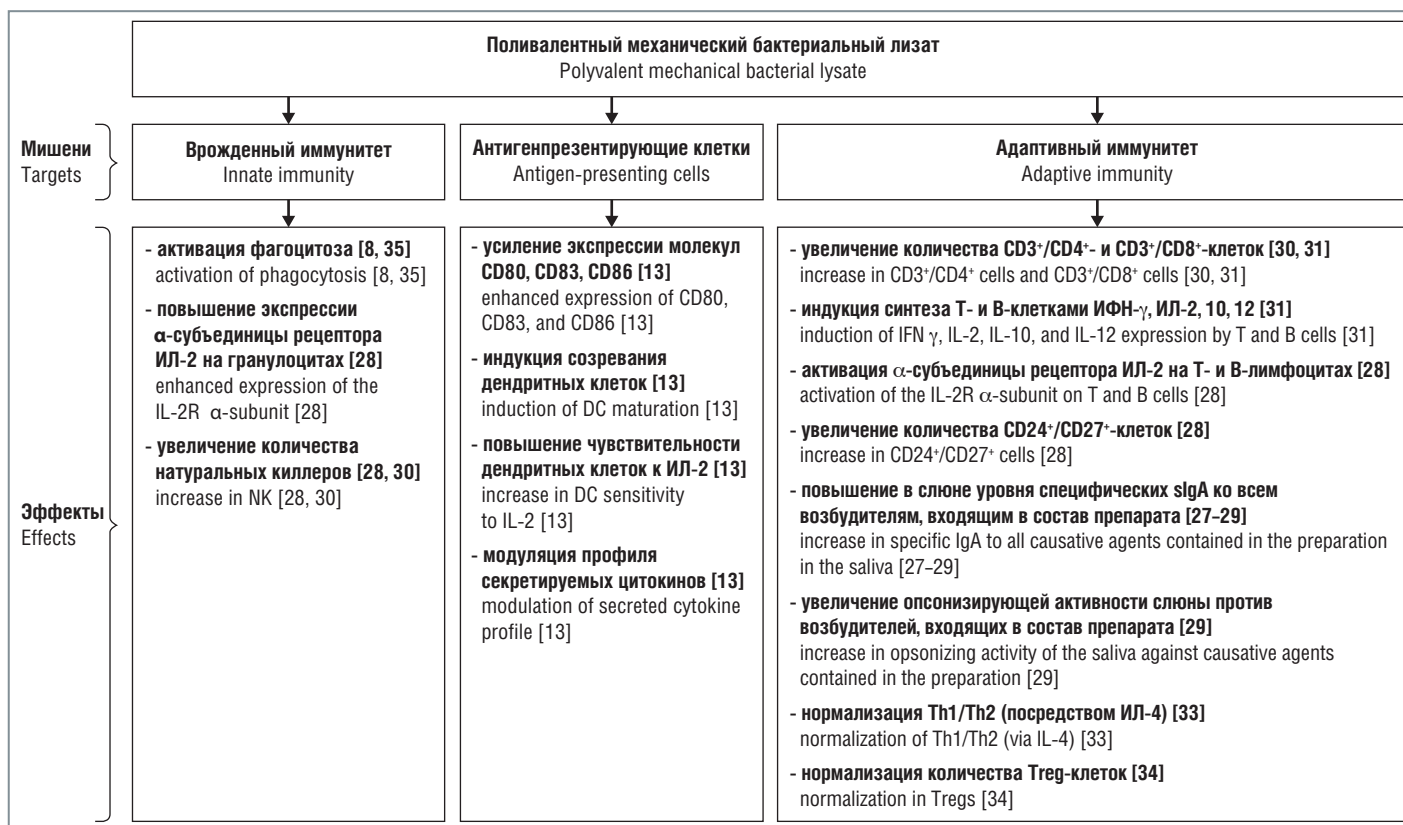 Поливалентный механический бактериальный лизат
Polyvalent mechanical bacterial lysate
Мишени
Targets
Врожденный иммунитет
Innate immunity
Антигенпрезентирующие клетки
Antigen-presenting cells
Адаптивный иммунитет
Adaptive immunity
Эффекты
Effects
- активация фагоцитоза [8, 35]
activation of phagocytosis [8, 35]
- повышение экспрессии
α-субъединицы рецептора
ИЛ-2 на гранулоцитах [28]
enhanced expression of the
IL-2R α-subunit [28]
- увеличение количества
натуральных киллеров [28, 30]
increase in NK [28, 30]
- усиление экспрессии молекул
CD80, CD83, CD86 [13]
enhanced expression of CD80,
CD83, and CD86 [13]
- индукция созревания
дендритных клеток [13]
induction of DC maturation [13]
- повышение чувствительности
дендритных клеток к ИЛ-2 [13]
increase in DC sensitivity
to IL-2 [13]
- модуляция профиля
секретируемых цитокинов [13]
modulation of secreted cytokine
profile [13]
- увеличение количества CD3⁺/CD4⁺- и CD3⁺/CD8⁺-клеток [30, 31]
increase in CD3⁺/CD4⁺ cells and CD3⁺/CD8⁺ cells [30, 31]
- индукция синтеза Т- и В-клетками ИФН-γ, ИЛ-2, 10, 12 [31]
induction of IFN γ, IL-2, IL-10, and IL-12 expression by T and B cells [31]
- активация α-субъединицы рецептора ИЛ-2 на Т- и В-лимфоцитах [28]
activation of the IL-2R α-subunit on T and B cells [28]
- увеличение количества CD24⁺/CD27⁺-клеток [28]
increase in CD24⁺/CD27⁺ cells [28]
- повышение в слюне уровня специфических sIgA ко всем
возбудителям, входящим в состав препарата [27–29]
increase in specific IgA to all causative agents contained in the preparation
in the saliva [27–29]
- увеличение опсонизирующей активности слюны против
возбудителей, входящих в состав препарата [29]
increase in opsonizing activity of the saliva against causative agents
contained in the preparation [29]
- нормализация Th1/Th2 (посредством ИЛ-4) [33]
normalization of Th1/Th2 (via IL-4) [33]
- нормализация количества Treg-клеток [34]
normalization in Tregs [34]